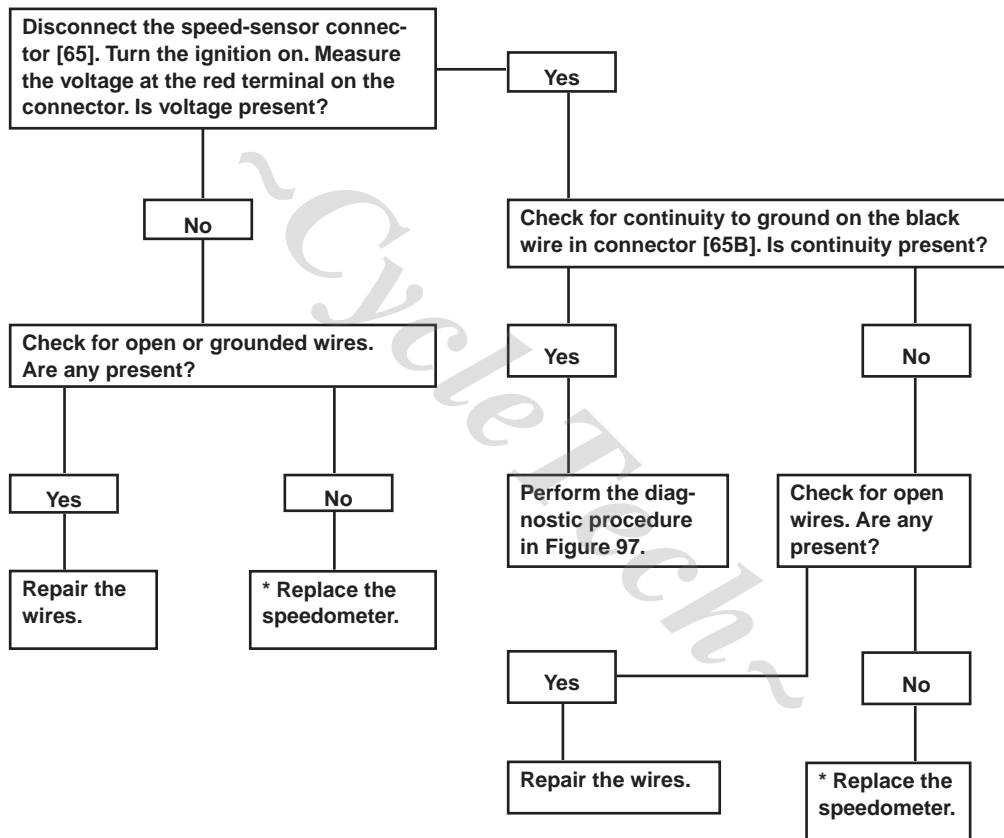 Disconnect the speed-sensor connec-
tor [65]. Turn the ignition on. Measure
the voltage at the red terminal on the
connector. Is voltage present?
Yes
No
Check for continuity to ground on the black
wire in connector [65B]. Is continuity present?
Check for open or grounded wires.
Are any present?
Yes
No
Yes
No
Perform the diag-
nostic procedure
in Figure 97.
Check for open
wires. Are any
present?
Repair the
wires.
* Replace the
speedometer.
Yes
No
Repair the wires.
* Replace the
speedometer.
~CycleTech~